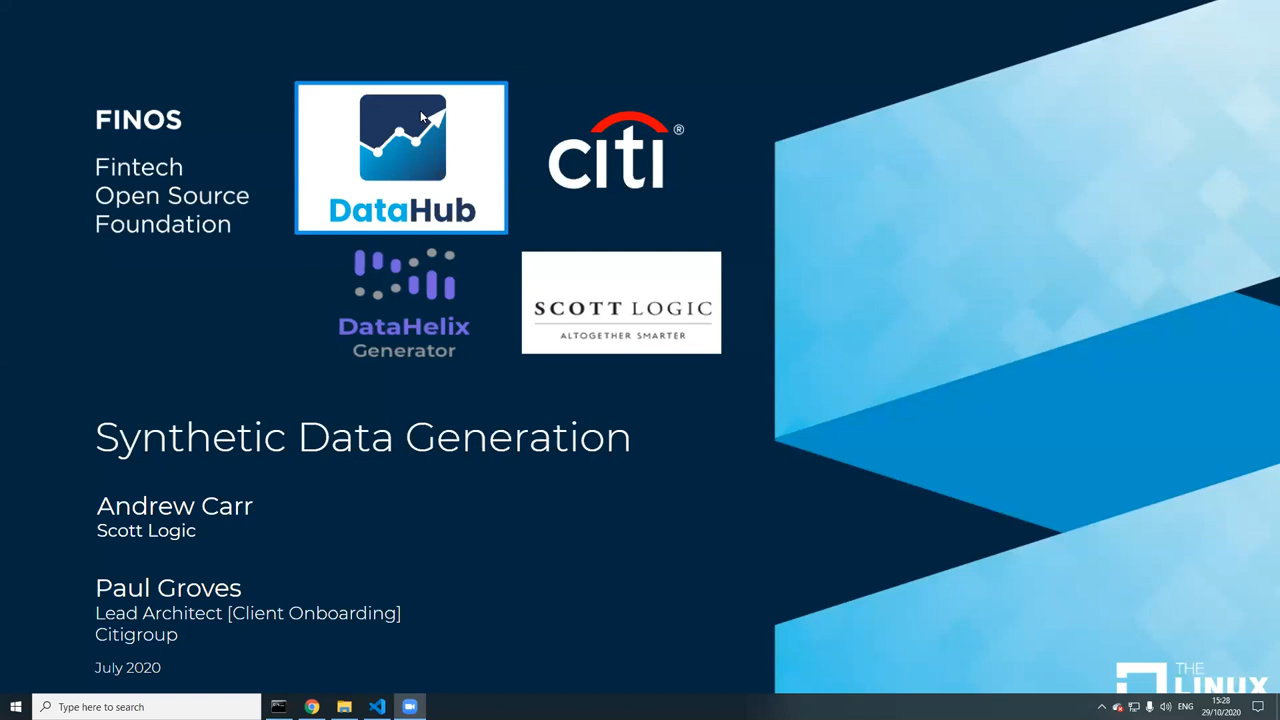 FINOS
Fintech
Open Source
Foundation
DataHub
citi®
DataHelix
Generator
SCOTT LOGIC
ALTOGETHER SMARTER
Synthetic Data Generation
Andrew Carr
Scott Logic
Paul Groves
Lead Architect [Client Onboarding]
Citigroup
July 2020
THE
LINUX
Type here to search
ENG
15:28
29/10/2020